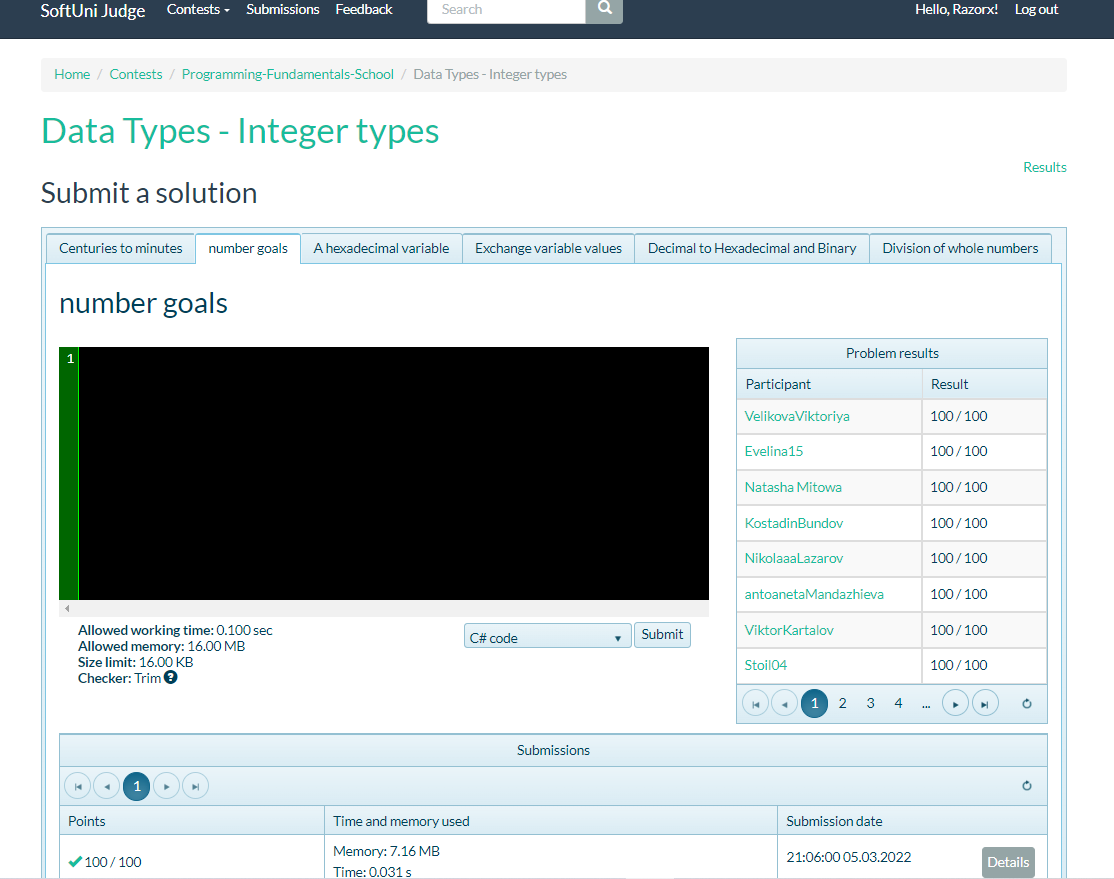 SoftUni Judge Contests Submissions Feedback Search Hello, Razorx! Log out
Home / Contests / Programming-Fundamentals-School / Data Types - Integer types
Data Types - Integer types
Results
Submit a solution
Centuries to minutes number goals A hexadecimal variable Exchange variable values Decimal to Hexadecimal and Binary Division of whole numbers
number goals
1
Allowed working time: 0.100 sec
Allowed memory: 16.00 MB
Size limit: 16.00 KB
Checker: Trim ?
C# code Submit
Problem results
Participant Result
VelikovaViktoriya 100 / 100
Evelina15 100 / 100
Natasha Mitowa 100 / 100
KostadinBundov 100 / 100
NikolaaaLazarov 100 / 100
antoanetaMandazhieva 100 / 100
ViktorKartalov 100 / 100
Stoil04 100 / 100
1 2 3 4 ...
Submissions
1
Points Time and memory used Submission date
100 / 100 Memory: 7.16 MB 21:06:00 05.03.2022 Details
Time: 0.031 s